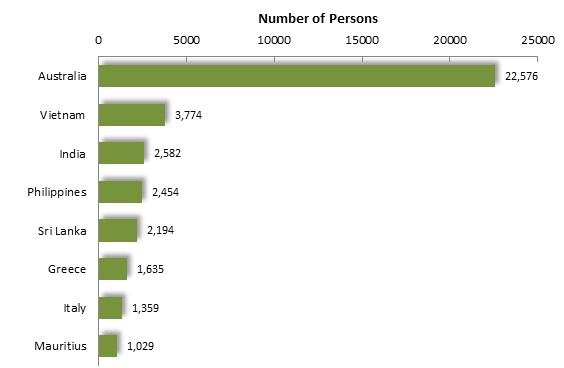 Number of Persons
0 5000 10000 15000 20000 25000
Australia 22,576
Vietnam 3,774
India 2,582
Philippines 2,454
Sri Lanka 2,194
Greece 1,635
Italy 1,359
Mauritius 1,029